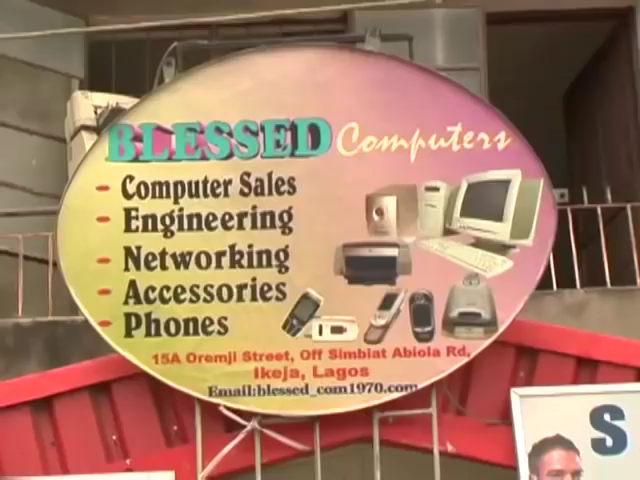 BLESSED Computers
- Computer Sales
- Engineering
- Networking
- Accessories
- Phones
15A Oremji Street, Off Simbiat Abiola Rd,
Ikeja, Lagos
Email:blessed_com1970.com
S